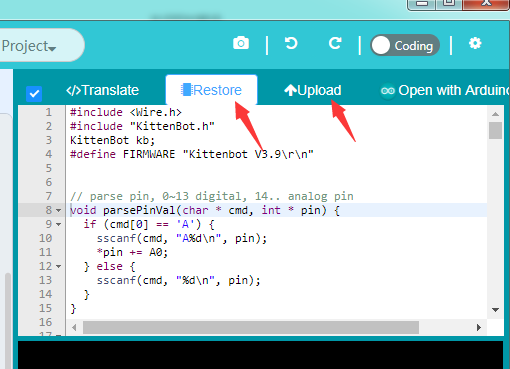 Project
Coding
</>Translate
Restore
Upload
Open with Arduino
1 #include <Wire.h>
2 #include "KittenBot.h"
3 KittenBot kb;
4 #define FIRMWARE "Kittenbot V3.9\r\n"
5
6
7 // parse pin, 0~13 digital, 14.. analog pin
8 void parsePinVal(char * cmd, int * pin) {
9 if (cmd[0] == 'A') {
10 sscanf(cmd, "A%d\n", pin);
11 *pin += A0;
12 } else {
13 sscanf(cmd, "%d\n", pin);
14 }
15 }
16
17